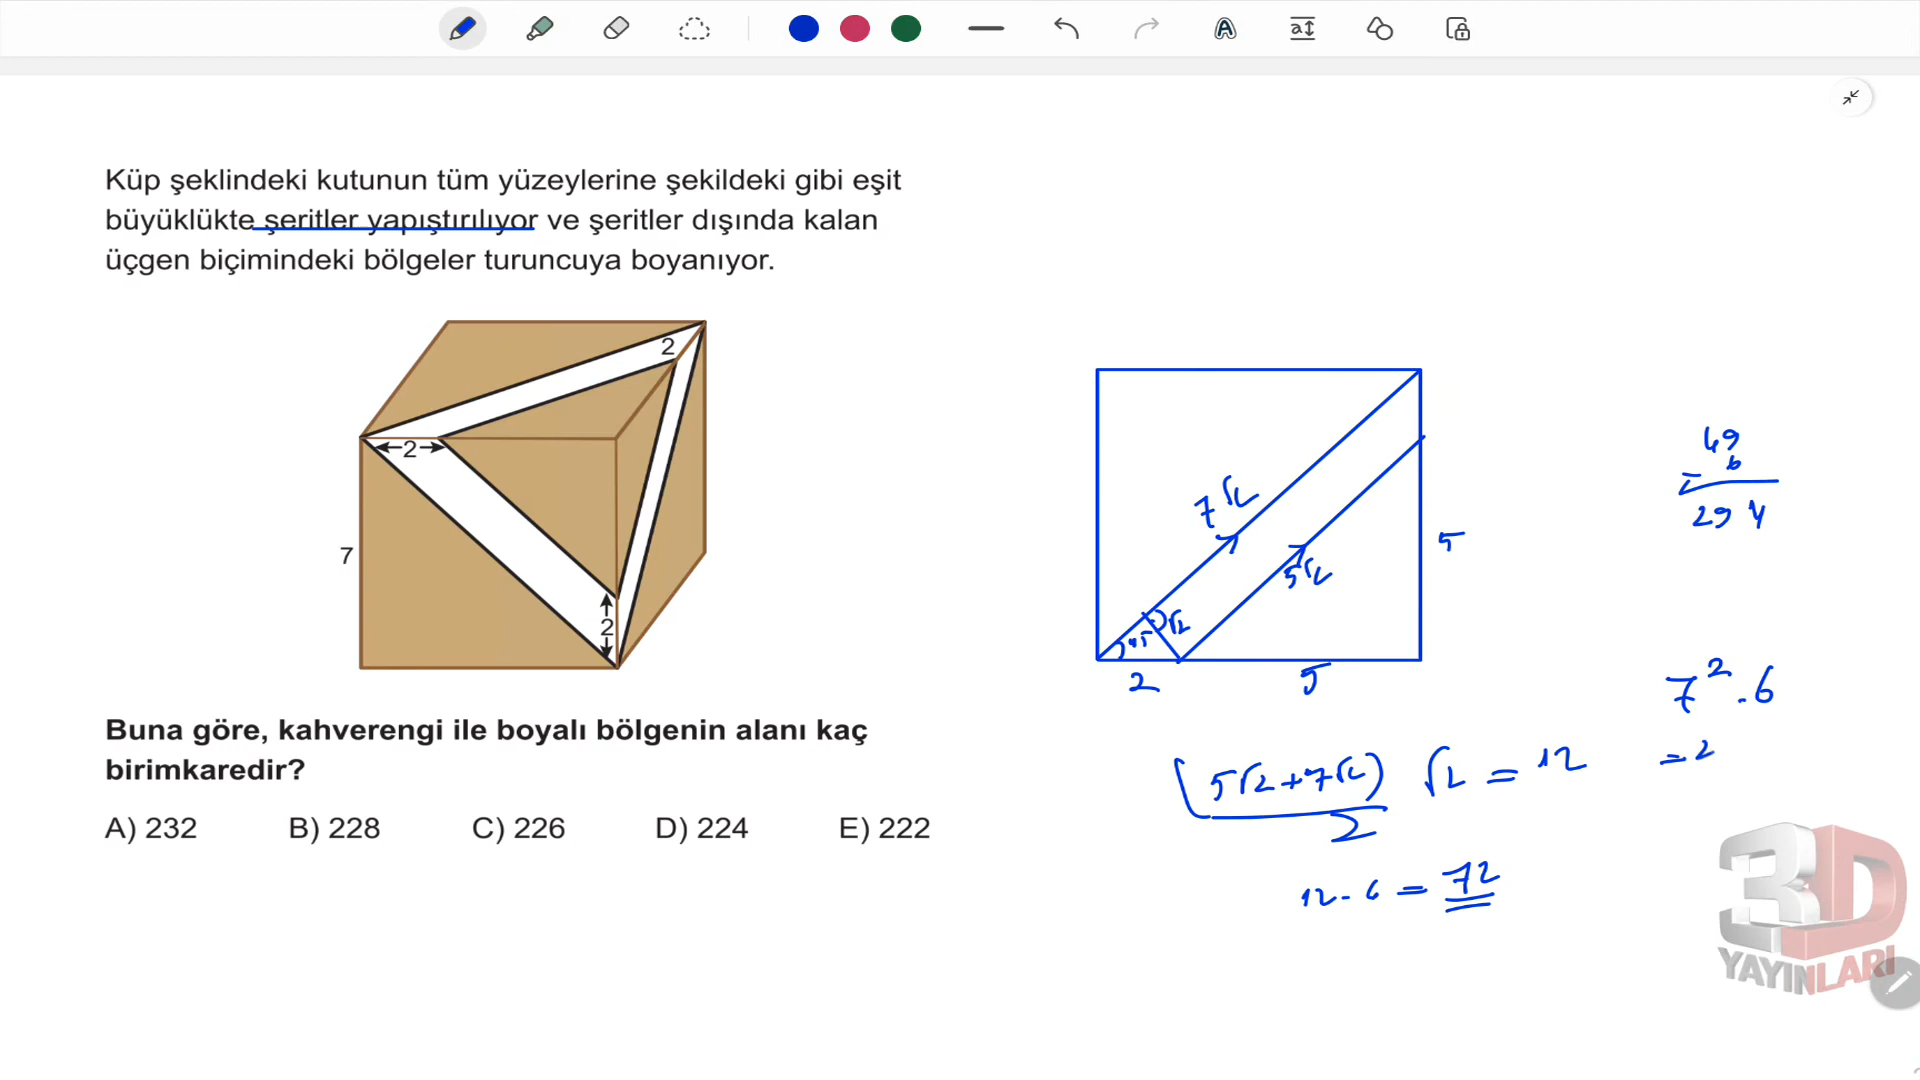 Küp şeklindeki kutunun tüm yüzeylerine şekildeki gibi eşit
büyüklükte şeritler yapıştırılıyor ve şeritler dışında kalan
üçgen biçimindeki bölgeler turuncuya boyanıyor.
2
2
7
2
Buna göre, kahverengi ile boyalı bölgenin alanı kaç
birimkaredir?
A) 232 B) 228 C) 226 D) 224 E) 222
7√2
5√2
√2
45
2
5
5
(5√2+7√2)/2 √2 = 12
12 . 6 = 72
49
6
294
7² . 6
= 2
3D
YAYINLARI